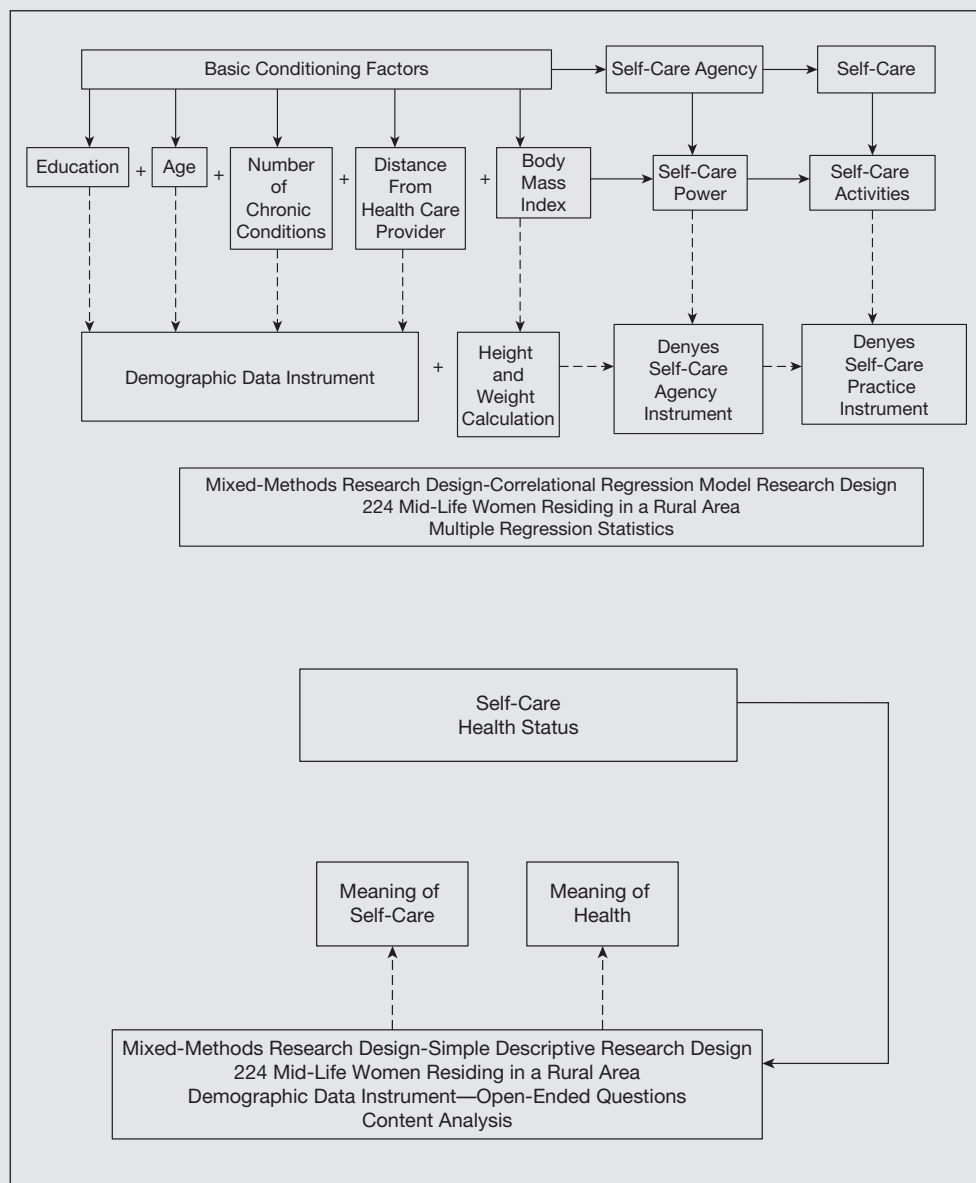 Basic Conditioning Factors
Self-Care Agency
Self-Care
Education
+
Age
+
Number
of
Chronic
Conditions
+
Distance
From
Health Care
Provider
+
Body
Mass
Index
Self-Care
Power
Self-Care
Activities
Demographic Data Instrument
+
Height
and
Weight
Calculation
Denyes
Self-Care
Agency
Instrument
Denyes
Self-Care
Practice
Instrument
Mixed-Methods Research Design-Correlational Regression Model Research Design
224 Mid-Life Women Residing in a Rural Area
Multiple Regression Statistics
Self-Care
Health Status
Meaning of
Self-Care
Meaning of
Health
Mixed-Methods Research Design-Simple Descriptive Research Design
224 Mid-Life Women Residing in a Rural Area
Demographic Data Instrument—Open-Ended Questions
Content Analysis